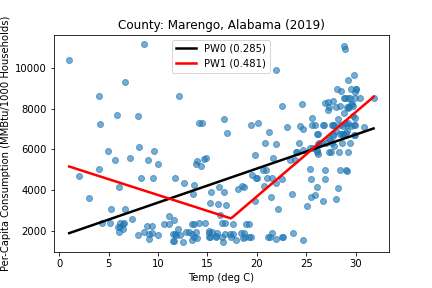 County: Marengo, Alabama (2019)
PW0 (0.285)
PW1 (0.481)
Per-Capita Consumption (MMBtu/1000 Households)
10000
8000
6000
4000
2000
0
5
10
15
20
25
30
Temp (deg C)